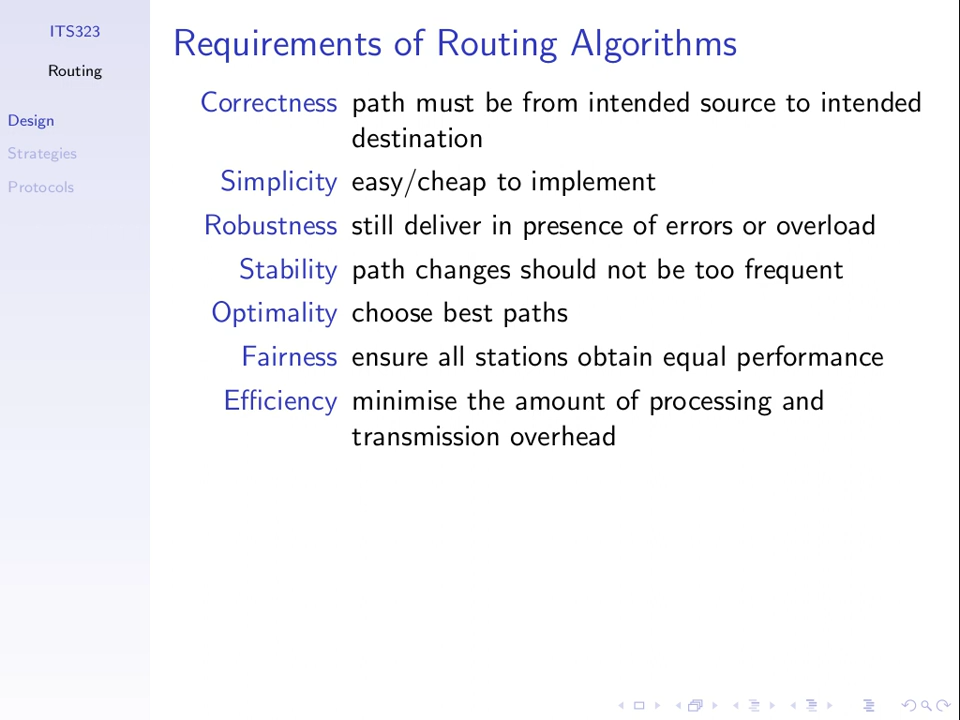 ITS323
Routing
Design
Strategies
Protocols
Requirements of Routing Algorithms
Correctness path must be from intended source to intended
destination
Simplicity easy/cheap to implement
Robustness still deliver in presence of errors or overload
Stability path changes should not be too frequent
Optimality choose best paths
Fairness ensure all stations obtain equal performance
Efficiency minimise the amount of processing and
transmission overhead